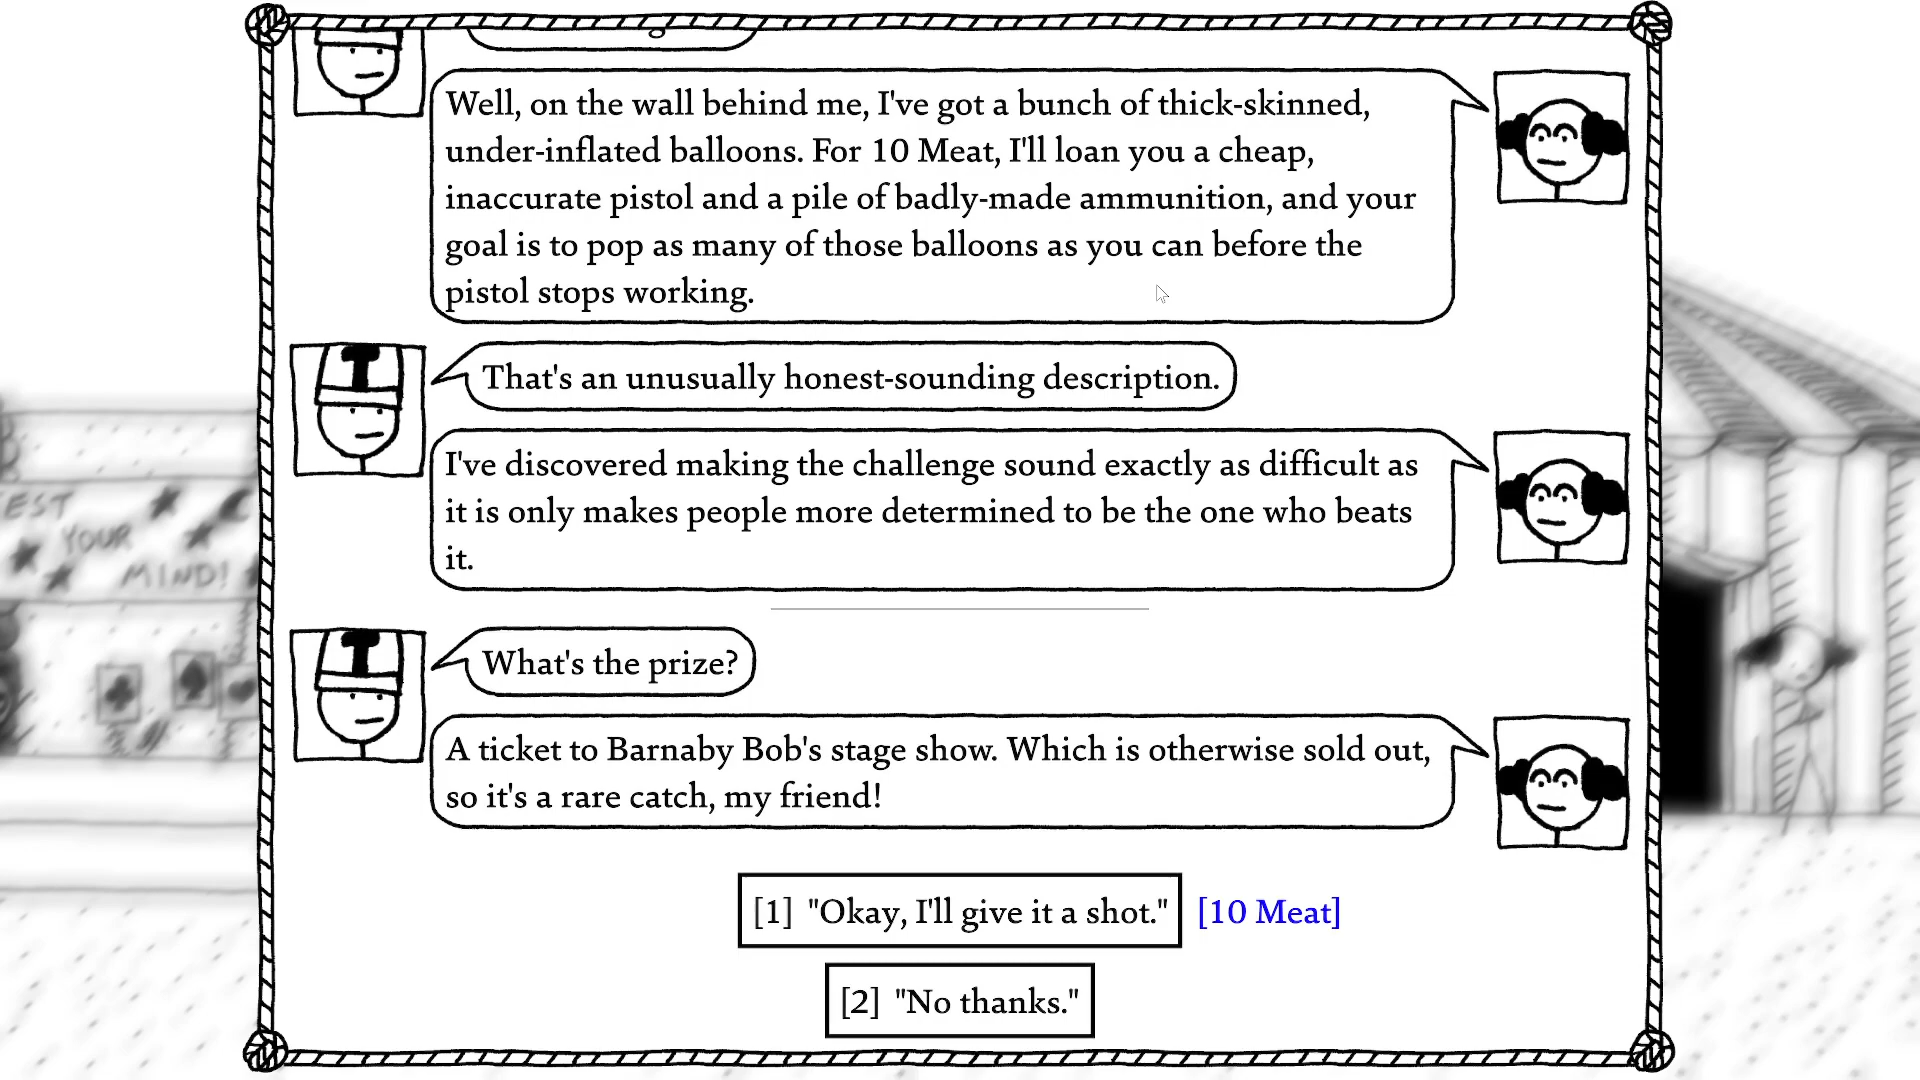 Well, on the wall behind me, I've got a bunch of thick-skinned,
under-inflated balloons. For 10 Meat, I'll loan you a cheap,
inaccurate pistol and a pile of badly-made ammunition, and your
goal is to pop as many of those balloons as you can before the
pistol stops working.
That's an unusually honest-sounding description.
I've discovered making the challenge sound exactly as difficult as
it is only makes people more determined to be the one who beats
it.
EST
YOUR
MIND!
What's the prize?
A ticket to Barnaby Bob's stage show. Which is otherwise sold out,
so it's a rare catch, my friend!
[1] "Okay, I'll give it a shot." [10 Meat]
[2] "No thanks."